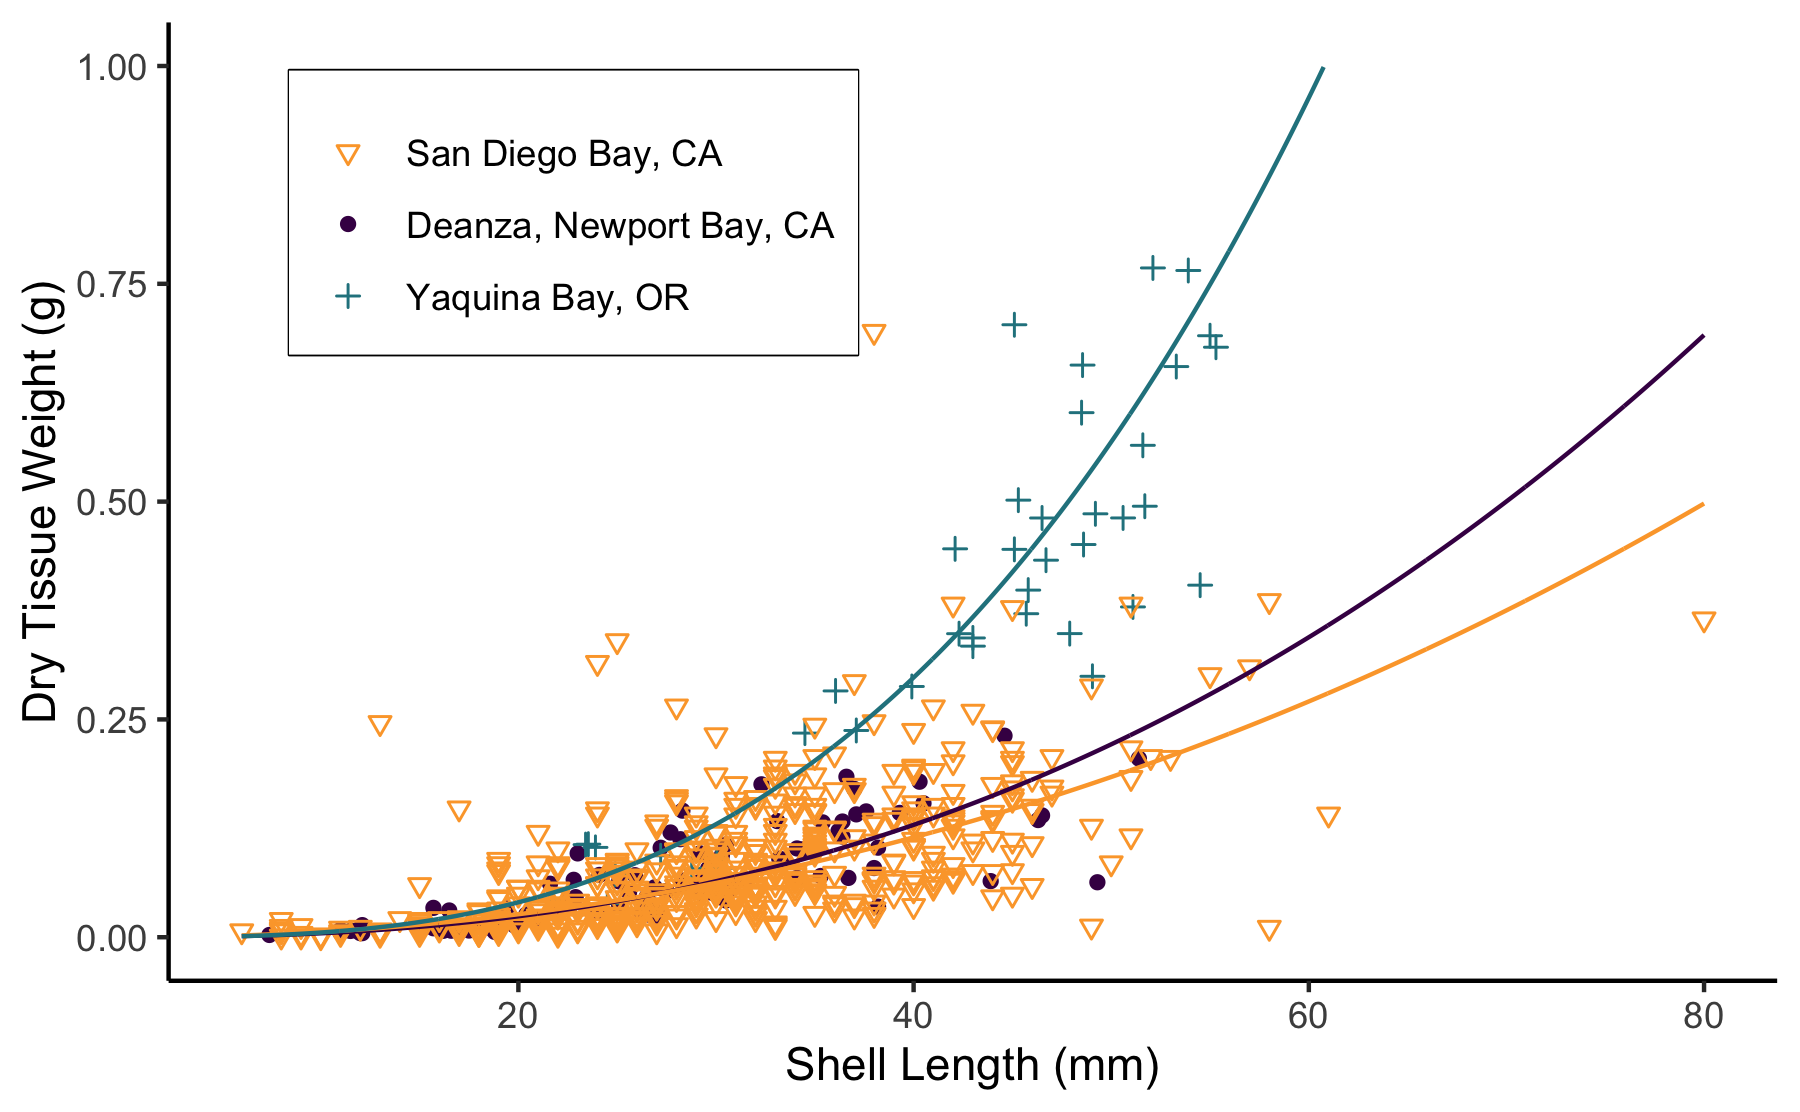 San Diego Bay, CA
Deanza, Newport Bay, CA
Yaquina Bay, OR
Dry Tissue Weight (g)
1.00
0.75
0.50
0.25
0.00
20 40 60 80
Shell Length (mm)